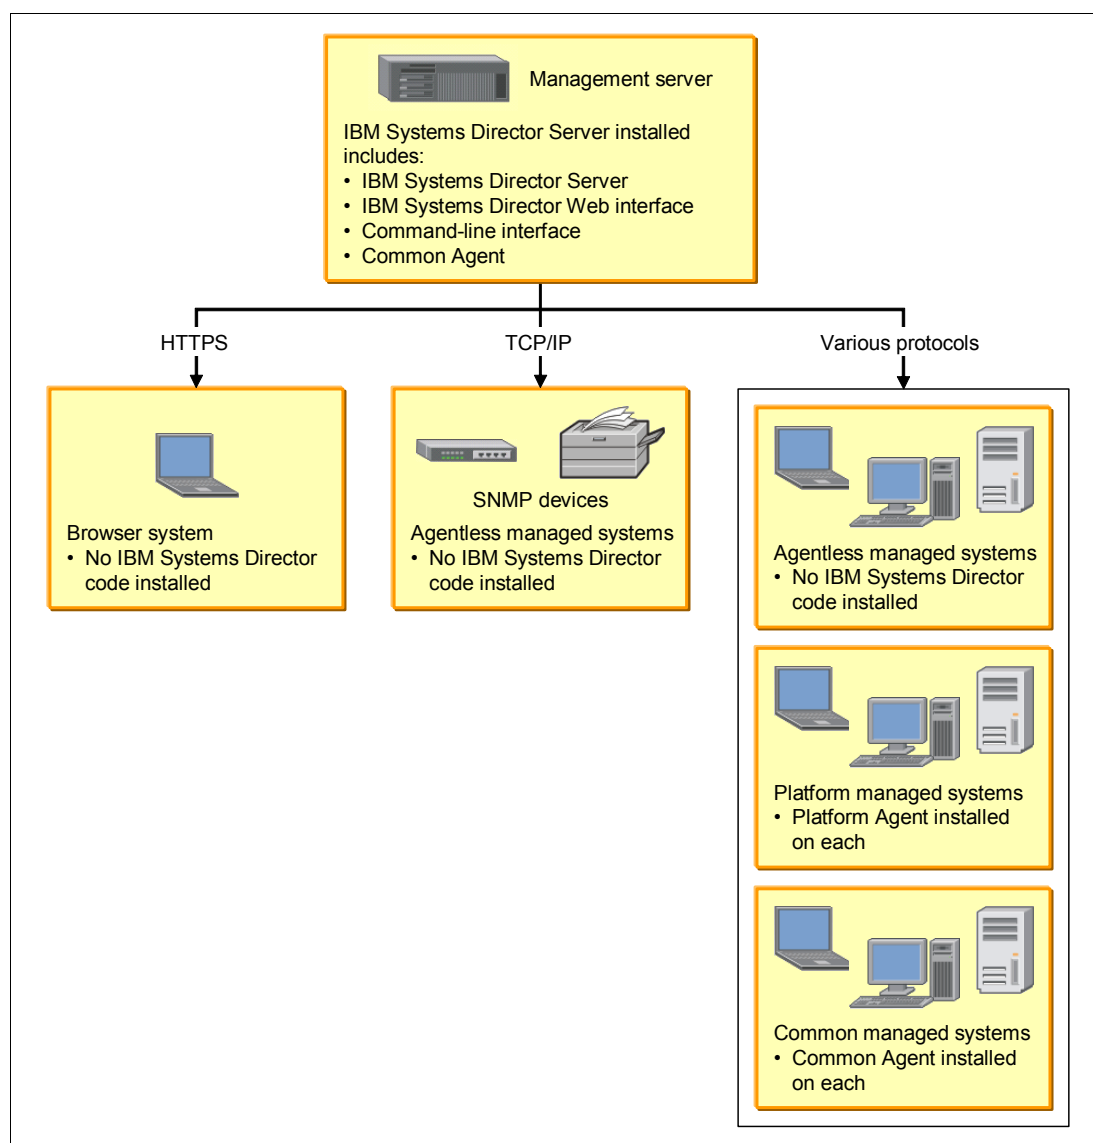 Management server
IBM Systems Director Server installed
includes:
• IBM Systems Director Server
• IBM Systems Director Web interface
• Command-line interface
• Common Agent
HTTPS
TCP/IP
Various protocols
Browser system
• No IBM Systems Director
code installed
SNMP devices
Agentless managed systems
• No IBM Systems Director
code installed
Agentless managed systems
• No IBM Systems Director
code installed
Platform managed systems
• Platform Agent installed
on each
Common managed systems
• Common Agent installed
on each